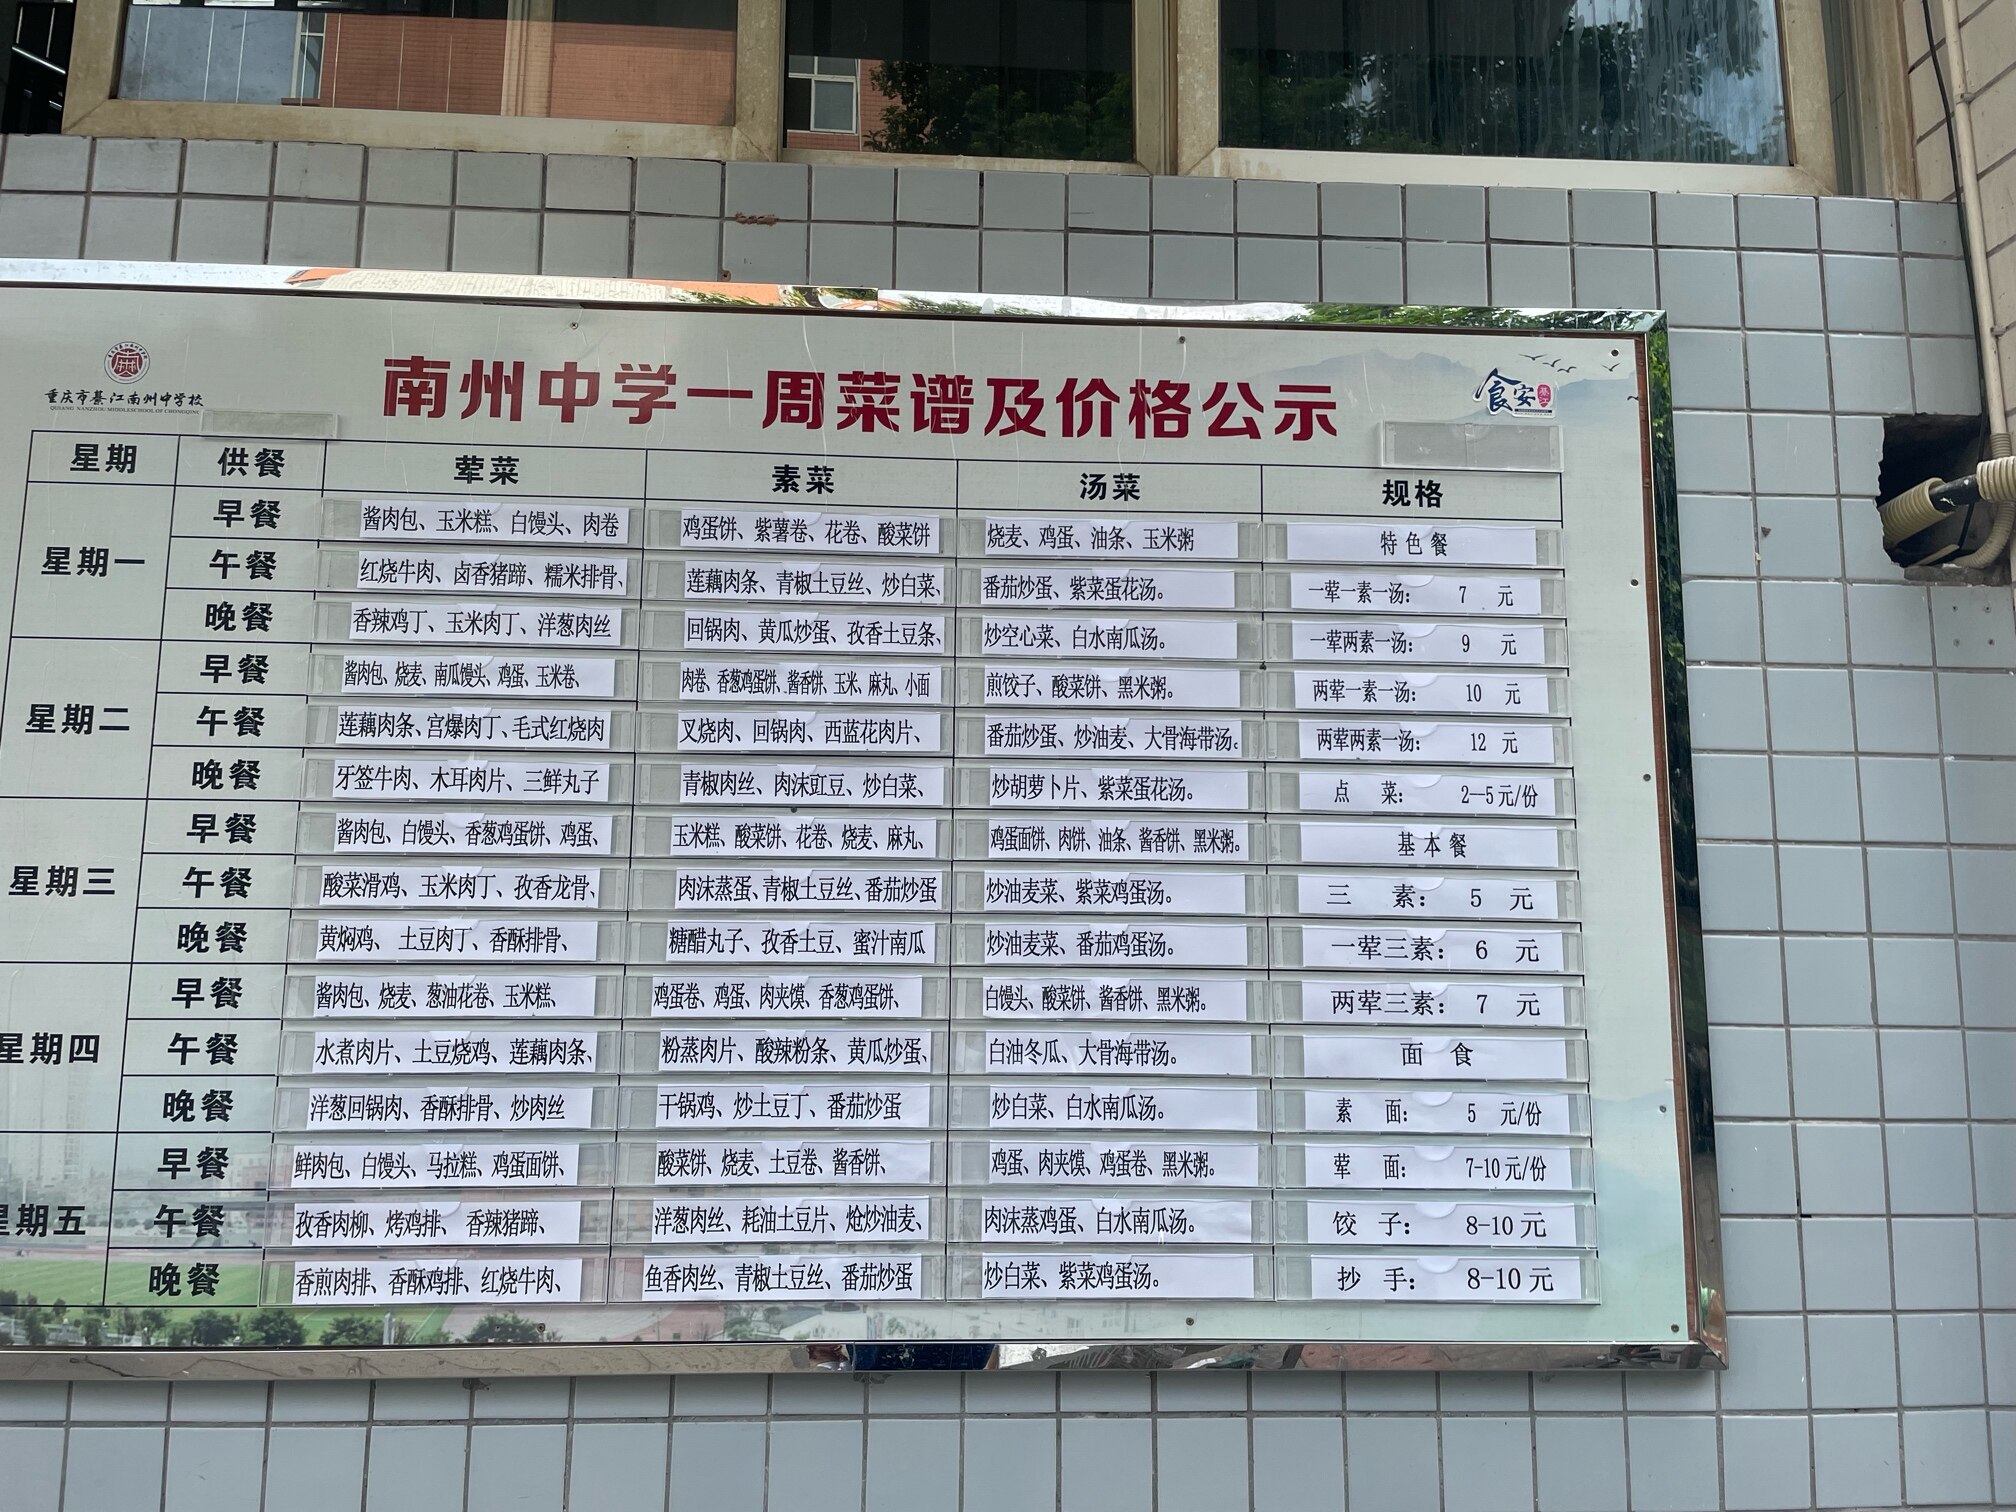 重庆市綦江南州中学校
QIJIANG NANZHOU MIDDLESCHOOL OF CHONGQING
南州中学一周菜谱及价格公示
食安
綦江
星期 供餐 荤菜 素菜 汤菜 规格
星期一 早餐 酱肉包、玉米糕、白馒头、肉卷 鸡蛋饼、紫薯卷、花卷、酸菜饼 烧麦、鸡蛋、油条、玉米粥 特色餐
午餐 红烧牛肉、卤香猪蹄、糯米排骨、 莲藕肉条、青椒土豆丝、炒白菜、 番茄炒蛋、紫菜蛋花汤。 一荤一素一汤： 7 元
晚餐 香辣鸡丁、玉米肉丁、洋葱肉丝 回锅肉、黄瓜炒蛋、孜香土豆条、 炒空心菜、白水南瓜汤。 一荤两素一汤： 9 元
星期二 早餐 酱肉包、烧麦、南瓜馒头、鸡蛋、玉米卷、 肉卷、香葱鸡蛋饼、酱香饼、玉米、麻丸、小面 煎饺子、酸菜饼、黑米粥。 两荤一素一汤： 10 元
午餐 莲藕肉条、宫爆肉丁、毛式红烧肉 叉烧肉、回锅肉、西蓝花肉片、 番茄炒蛋、炒油麦、大骨海带汤。 两荤两素一汤： 12 元
晚餐 牙签牛肉、木耳肉片、三鲜丸子 青椒肉丝、肉沫豇豆、炒白菜、 炒胡萝卜片、紫菜蛋花汤。 点 菜： 2--5元/份
星期三 早餐 酱肉包、白馒头、香葱鸡蛋饼、鸡蛋、 玉米糕、酸菜饼、花卷、烧麦、麻丸、 鸡蛋面饼、肉饼、油条、酱香饼、黑米粥。 基本餐
午餐 酸菜滑鸡、玉米肉丁、孜香龙骨、 肉沫蒸蛋、青椒土豆丝、番茄炒蛋 炒油麦菜、紫菜鸡蛋汤。 三 素： 5 元
晚餐 黄焖鸡、土豆肉丁、香酥排骨、 糖醋丸子、孜香土豆、蜜汁南瓜 炒油麦菜、番茄鸡蛋汤。 一荤三素： 6 元
星期四 早餐 酱肉包、烧麦、葱油花卷、玉米糕、 鸡蛋卷、鸡蛋、肉夹馍、香葱鸡蛋饼、 白馒头、酸菜饼、酱香饼、黑米粥。 两荤三素： 7 元
午餐 水煮肉片、土豆烧鸡、莲藕肉条、 粉蒸肉片、酸辣粉条、黄瓜炒蛋、 白油冬瓜、大骨海带汤。 面 食
晚餐 洋葱回锅肉、香酥排骨、炒肉丝 干锅鸡、炒土豆丁、番茄炒蛋 炒白菜、白水南瓜汤。 素 面： 5 元/份
星期五 早餐 鲜肉包、白馒头、马拉糕、鸡蛋面饼、 酸菜饼、烧麦、土豆卷、酱香饼、 鸡蛋、肉夹馍、鸡蛋卷、黑米粥。 荤 面： 7-10元/份
午餐 孜香肉柳、烤鸡排、香辣猪蹄、 洋葱肉丝、耗油土豆片、炝炒油麦、 肉沫蒸鸡蛋、白水南瓜汤。 饺 子： 8-10 元
晚餐 香煎肉排、香酥鸡排、红烧牛肉、 鱼香肉丝、青椒土豆丝、番茄炒蛋 炒白菜、紫菜鸡蛋汤。 抄 手： 8-10 元